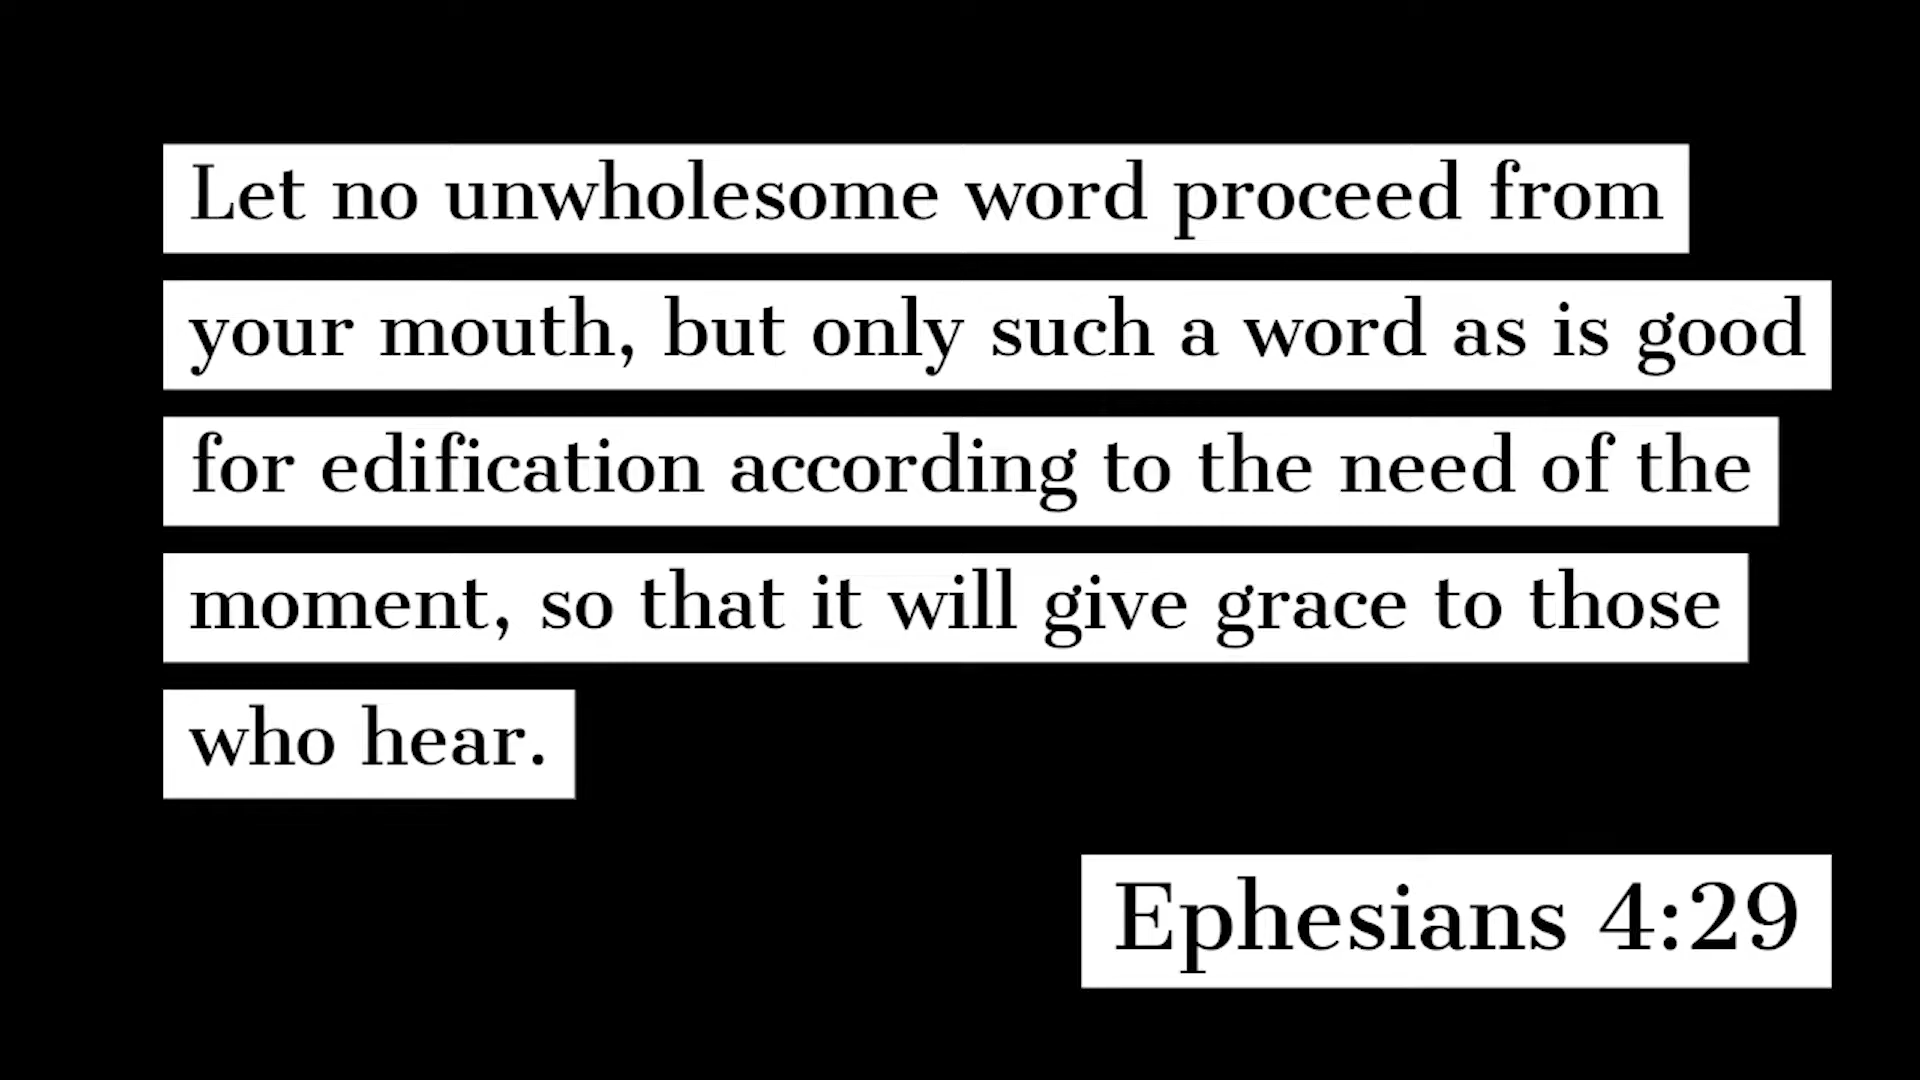 Let no unwholesome word proceed from
your mouth, but only such a word as is good
for edification according to the need of the
moment, so that it will give grace to those
who hear.
Ephesians 4:29